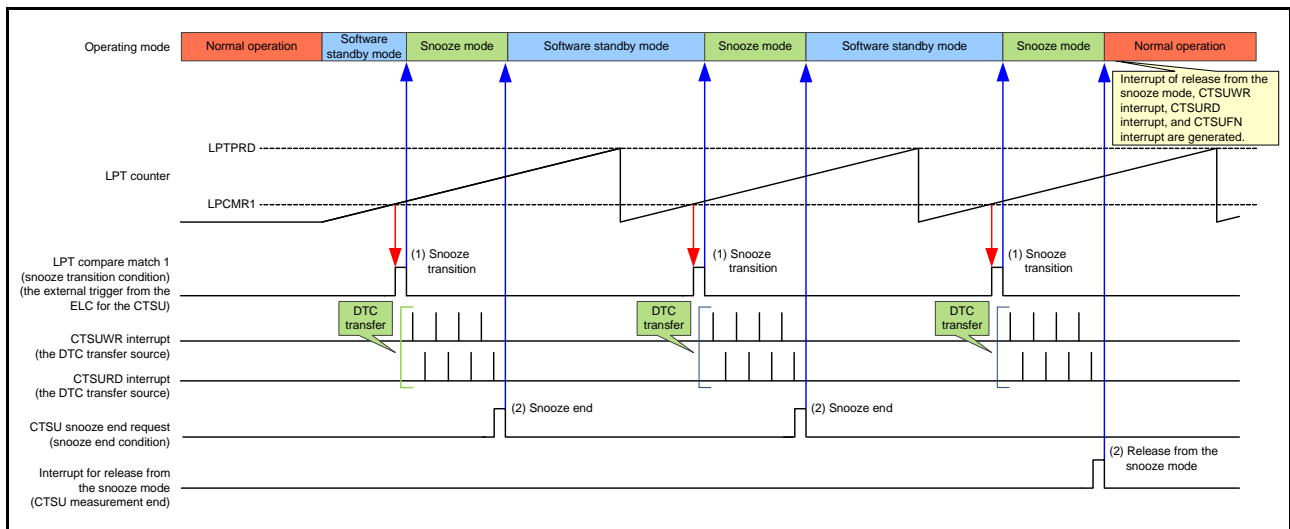 Operating mode
Normal operation
Software
standby mode
Snooze mode
Software standby mode
Snooze mode
Software standby mode
Snooze mode
Normal operation
Interrupt of release from the
snooze mode, CTSUWR
interrupt, CTSURD
interrupt, and CTSUFN
interrupt are generated.
LPTPRD
LPT counter
LPCMR1
LPT compare match 1
(snooze transition condition)
(the external trigger from the
ELC for the CTSU)
(1) Snooze
transition
(1) Snooze
transition
(1) Snooze
transition
DTC
transfer
DTC
transfer
DTC
transfer
CTSUWR interrupt
(the DTC transfer source)
CTSURD interrupt
(the DTC transfer source)
CTSU snooze end request
(snooze end condition)
(2) Snooze end
(2) Snooze end
Interrupt for release from
the snooze mode
(CTSU measurement end)
(2) Release from the
snooze mode